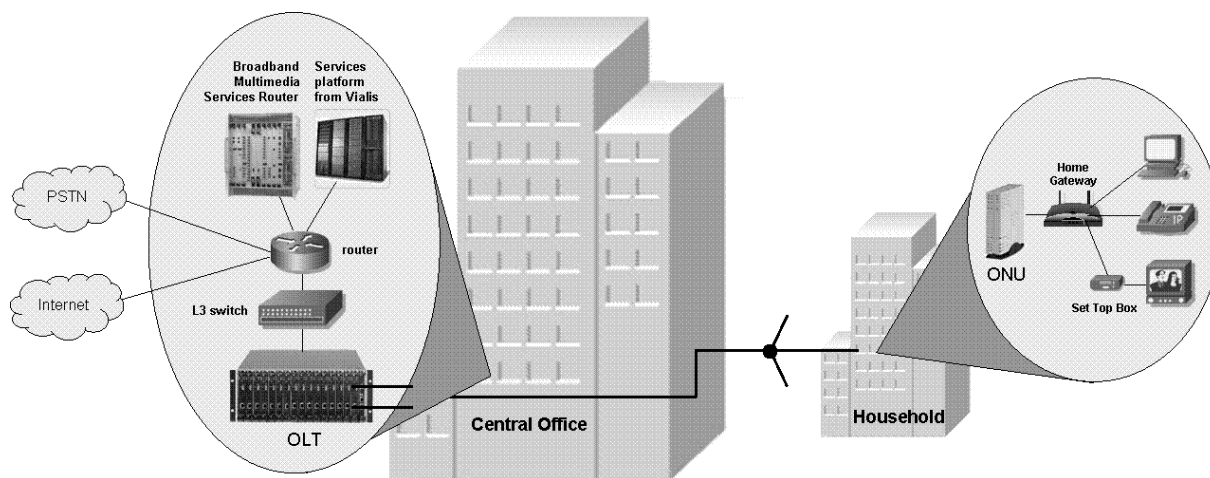 Broadband
Multimedia
Services Router
Services
platform
from Vialis
PSTN
router
Internet
L3 switch
OLT
Central Office
Household
Home
Gateway
IP
ONU
Set Top Box